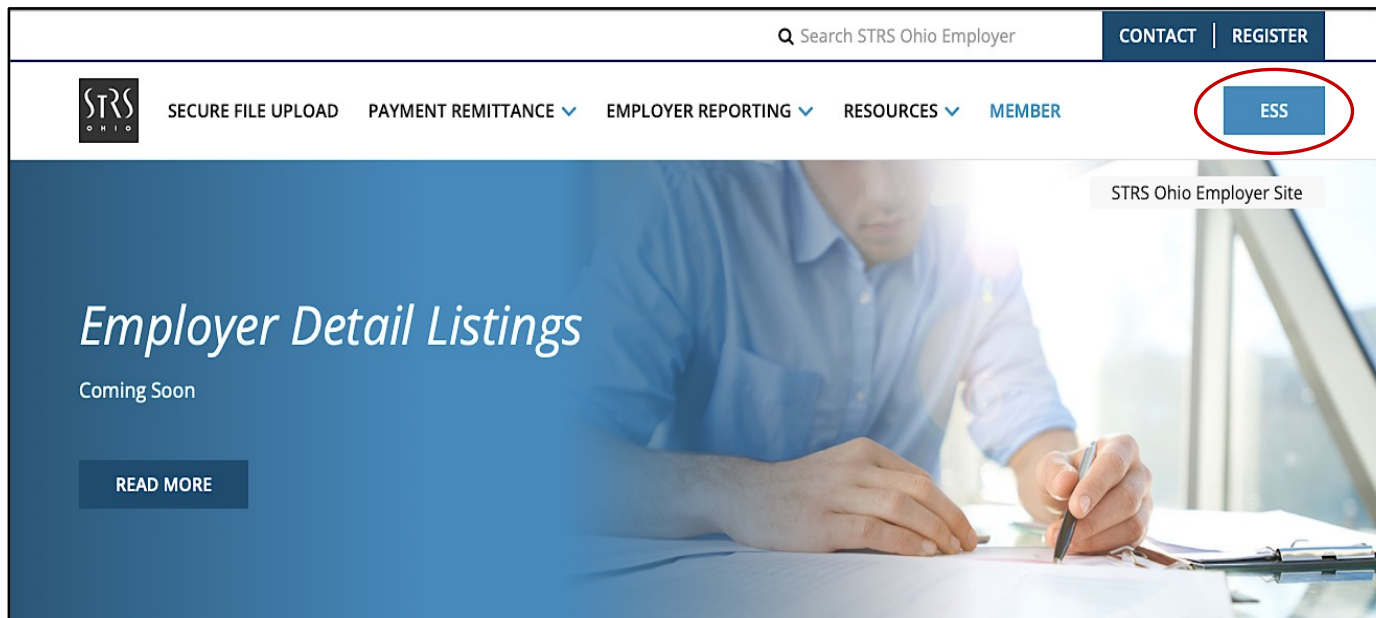 Search STRS Ohio Employer
CONTACT | REGISTER
STRS
OHIO
SECURE FILE UPLOAD
PAYMENT REMITTANCE
EMPLOYER REPORTING
RESOURCES
MEMBER
ESS
STRS Ohio Employer Site
Employer Detail Listings
Coming Soon
READ MORE